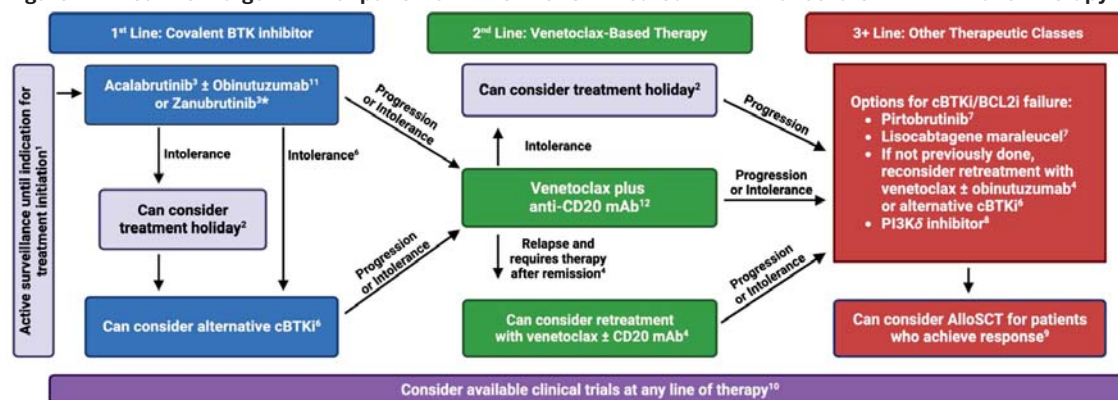 1st Line: Covalent BTK inhibitor
2nd Line: Venetoclax-Based Therapy
3+ Line: Other Therapeutic Classes
Active surveillance until indication for
treatment initiation¹
Acalabrutinib³ ± Obinutuzumab¹¹
or Zanubrutinib³*
Intolerance
Intolerance⁶
Can consider
treatment holiday²
Can consider alternative cBTKi⁶
Progression
or Intolerance
Progression
or Intolerance
Can consider treatment holiday²
Intolerance
Venetoclax plus
anti-CD20 mAb¹²
Relapse and
requires therapy
after remission⁴
Can consider retreatment
with venetoclax ± CD20 mAb⁴
Progression
Progression
or Intolerance
Progression
or Intolerance
Options for cBTKi/BCL2i failure:
• Pirtobrutinib⁷
• Lisocabtagene maraleucel⁷
• If not previously done,
reconsider retreatment with
venetoclax ± obinutuzumab⁴
or alternative cBTKi⁶
• PI3Kδ inhibitor⁸
Can consider AlloSCT for patients
who achieve response⁹
Consider available clinical trials at any line of therapy¹⁰